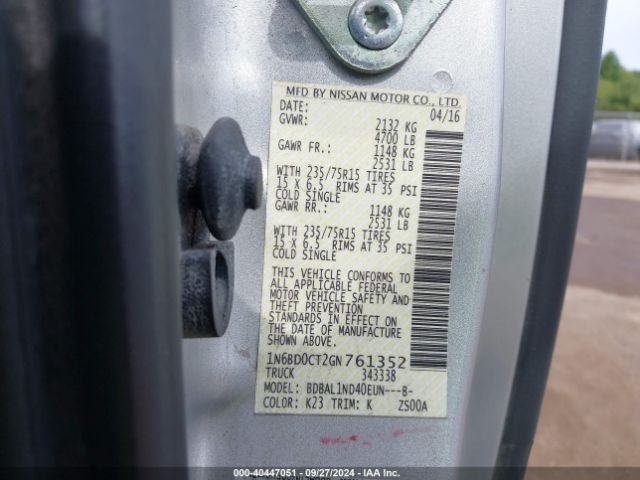 MFD BY NISSAN MOTOR CO., LTD.
DATE: 04/16
GVWR: 2132 KG
4700 LB
GAWR FR.: 1148 KG
2531 LB
WITH 235/75R15 TIRES
15 X 6.5 RIMS AT 35 PSI
COLD SINGLE
GAWR RR.: 1148 KG
2531 LB
WITH 235/75R15 TIRES
15 X 6.5 RIMS AT 35 PSI
COLD SINGLE
THIS VEHICLE CONFORMS TO
ALL APPLICABLE FEDERAL
MOTOR VEHICLE SAFETY AND
THEFT PREVENTION
STANDARDS IN EFFECT ON
THE DATE OF MANUFACTURE
SHOWN ABOVE.
1N6BD0CT2GN761352
TRUCK 343338
MODEL: BDBAL1ND40EUN---B-
COLOR: K23 TRIM: K ZS00A
000-40447051 - 09/27/2024 - IAA Inc.